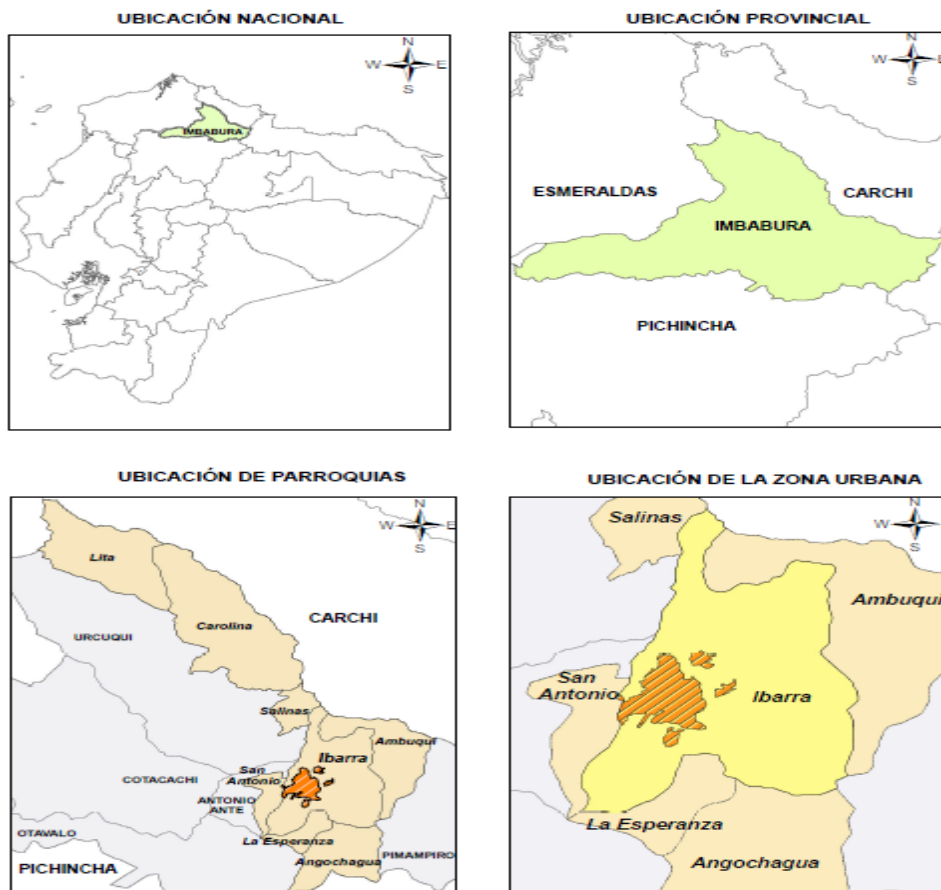 UBICACIÓN NACIONAL
N
W E
S
IMBABURA
UBICACIÓN PROVINCIAL
N
W E
S
ESMERALDAS
CARCHI
IMBABURA
PICHINCHA
UBICACIÓN DE PARROQUIAS
N
W E
S
Lita
Carolina
CARCHI
URCUQUI
Salinas
Ambuquí
Ibarra
San
Antonio
COTACACHI
ANTONIO
ANTE
OTAVALO
La Esperanza
Angochagua
PIMAMPIRO
PICHINCHA
UBICACIÓN DE LA ZONA URBANA
N
W E
S
Salinas
Ambuquí
San
Antonio
Ibarra
La Esperanza
Angochagua